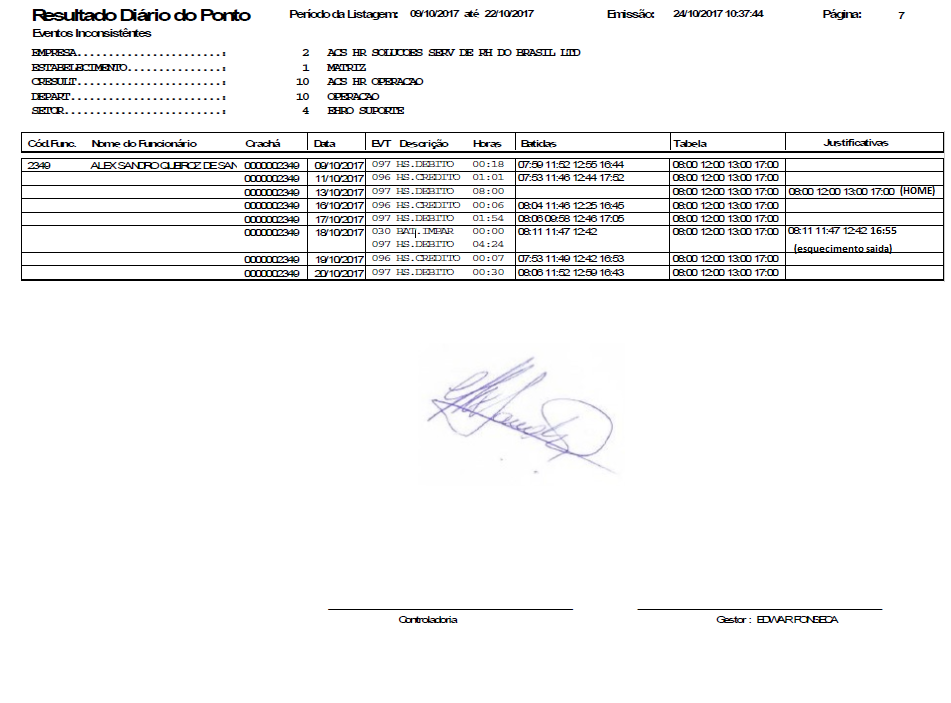 Resultado Diário do Ponto Período da Listagem: 09/10/2017 até 22/10/2017 Emissão: 24/10/2017 10:37:44 Página: 7
Eventos Inconsistêntes
EMPRESA......................: 2 ACS HR SOLUCOES SERV DE RH DO BRASIL LTD
ESTABELECIMENTO..............: 1 MATRIZ
CRESULT......................: 10 ACS HR OPERACAO
DEPART.......................: 10 OPERACAO
SETOR........................: 4 EHRO SUPORTE
Cód.Func. Nome do Funcionário Crachá Data EVT Descrição Horas Batidas Tabela Justificativas
2349 ALEX SANDRO QUEIROZ DE SAN 0000002349 09/10/2017 097 HS.DEBITO 00:18 07:59 11:52 12:55 16:44 08:00 12:00 13:00 17:00
0000002349 11/10/2017 096 HS.CREDITO 01:01 07:53 11:46 12:44 17:52 08:00 12:00 13:00 17:00
0000002349 13/10/2017 097 HS.DEBITO 08:00 08:00 12:00 13:00 17:00 08:00 12:00 13:00 17:00 (HOME)
0000002349 16/10/2017 096 HS.CREDITO 00:06 08:04 11:46 12:25 16:45 08:00 12:00 13:00 17:00
0000002349 17/10/2017 097 HS.DEBITO 01:54 08:06 09:58 12:46 17:05 08:00 12:00 13:00 17:00
0000002349 18/10/2017 030 BAT.IMPAR 00:00 08:11 11:47 12:42 08:00 12:00 13:00 17:00 08:11 11:47 12:42 16:55
097 HS.DEBITO 04:24 (esquecimento saida)
0000002349 19/10/2017 096 HS.CREDITO 00:07 07:53 11:49 12:42 16:53 08:00 12:00 13:00 17:00
0000002349 20/10/2017 097 HS.DEBITO 00:30 08:06 11:52 12:59 16:43 08:00 12:00 13:00 17:00
Controladoria Gestor : EDWAR FONSECA